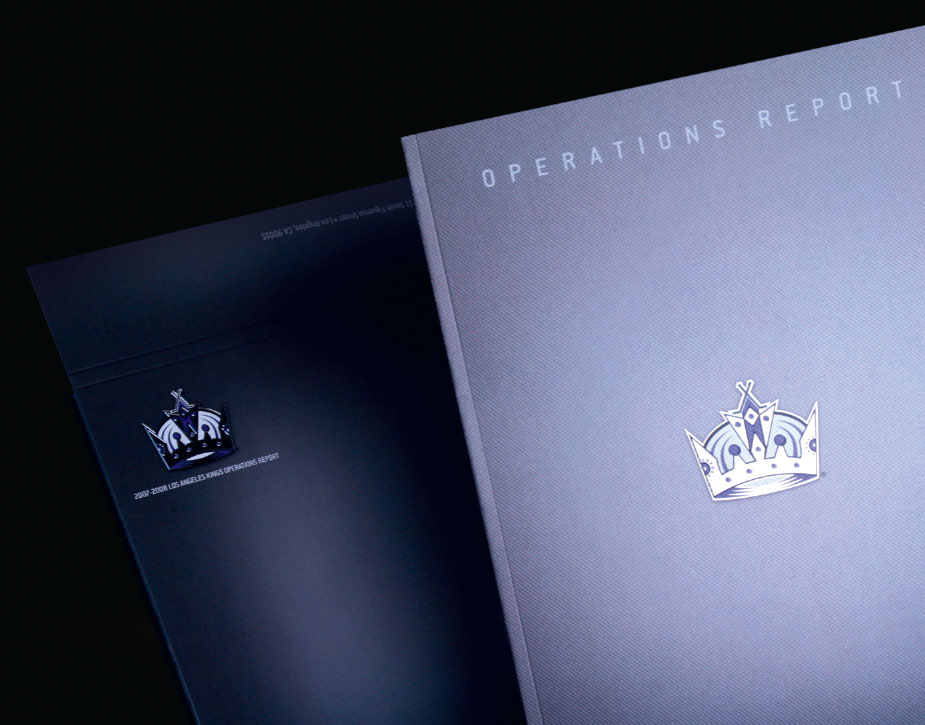 OPERATIONS REPORT
South Figueroa Street • Los Angeles, CA 90015
2007-2008 LOS ANGELES KINGS OPERATIONS REPORT